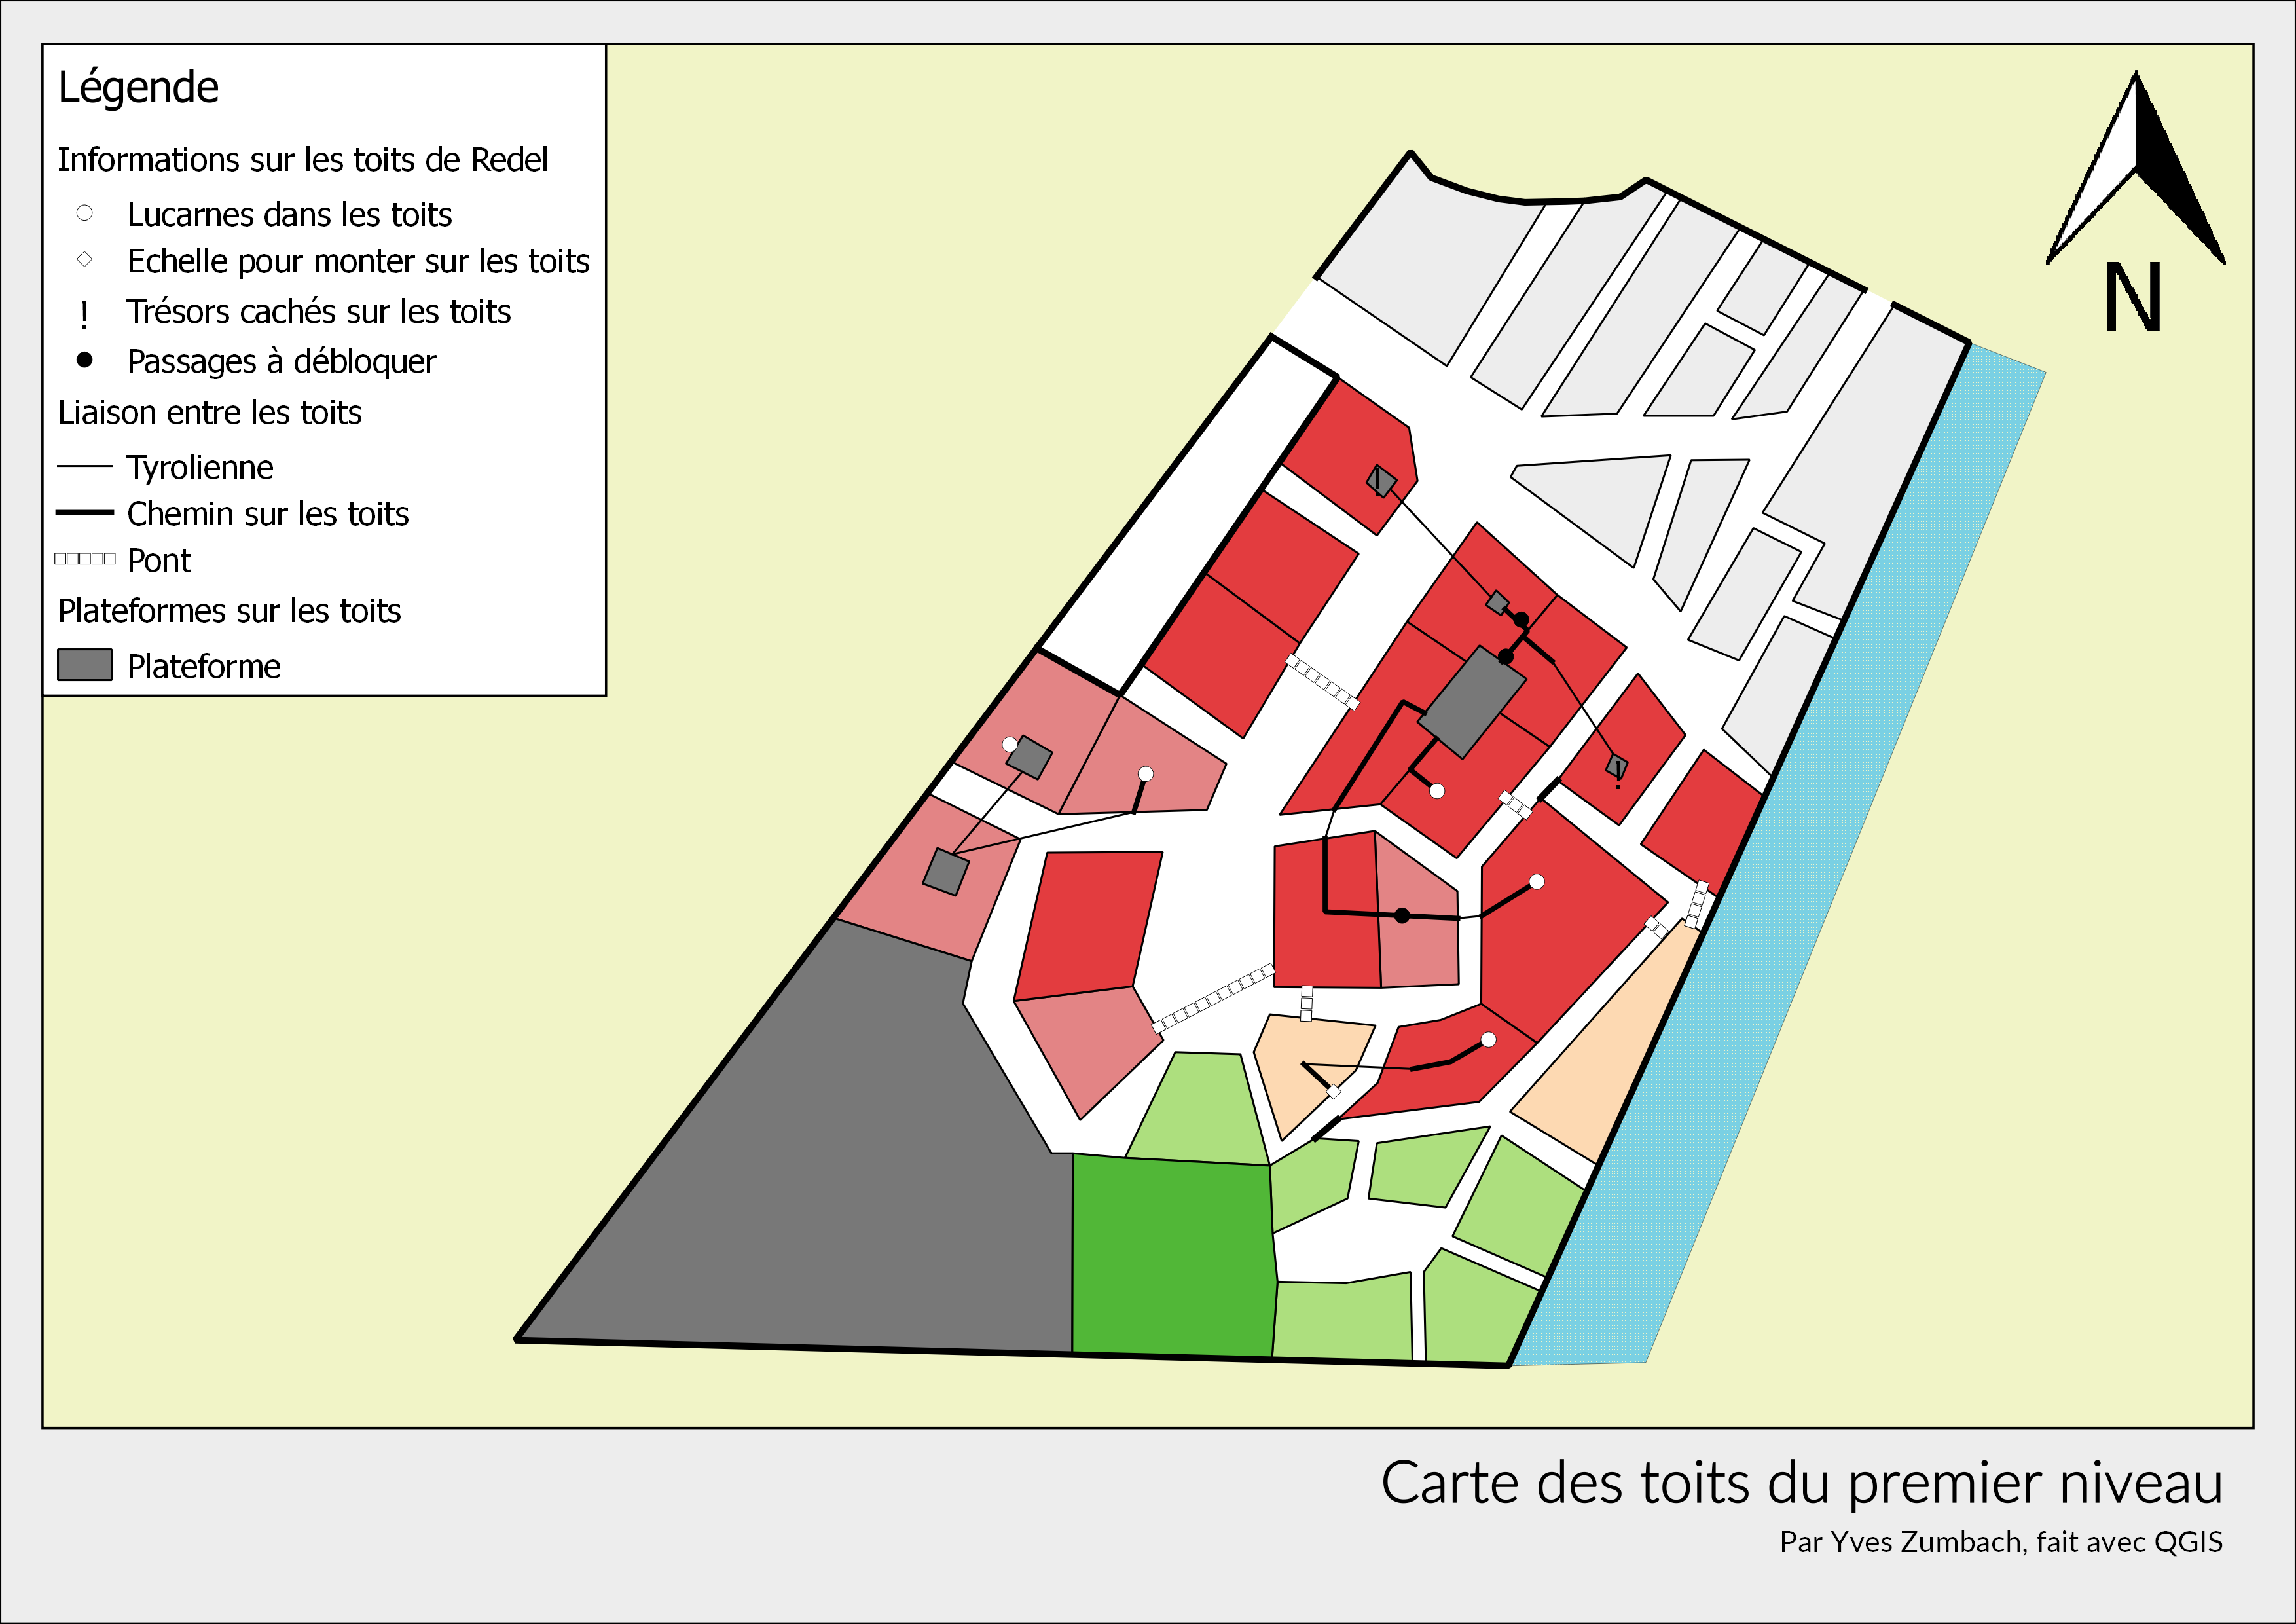 Légende
Informations sur les toits de Redel
Lucarnes dans les toits
Echelle pour monter sur les toits
! Trésors cachés sur les toits
Passages à débloquer
Liaison entre les toits
Tyrolienne
Chemin sur les toits
Pont
Plateformes sur les toits
Plateforme
N
!
!
Carte des toits du premier niveau
Par Yves Zumbach, fait avec QGIS